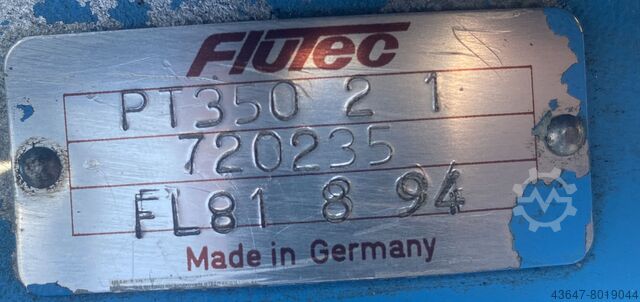 FLUTEC
PT350 2 1
720235
FL81 8 94
Made in Germany
43647-8019044